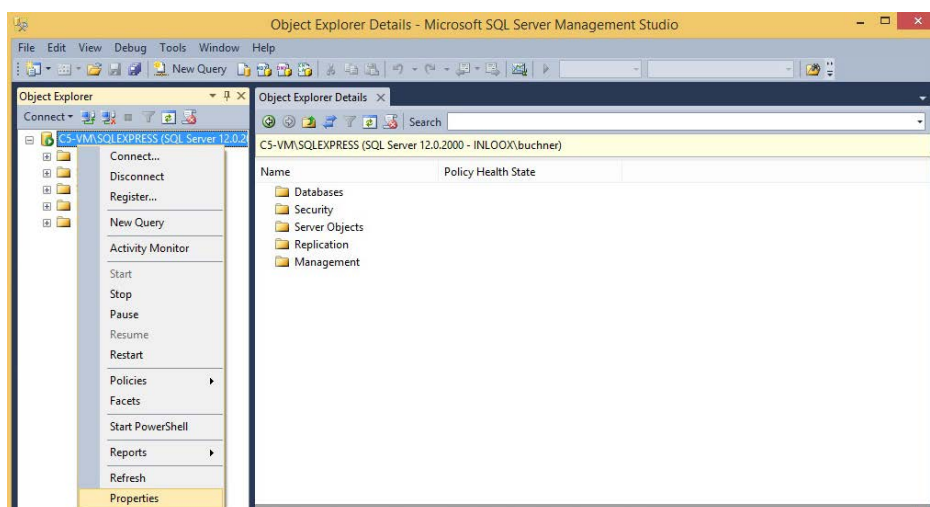 Object Explorer Details - Microsoft SQL Server Management Studio
File Edit View Debug Tools Window Help
New Query
Object Explorer
Connect
C5-VM\SQLEXPRESS (SQL Server 12.0.20
Connect...
Disconnect
Register...
New Query
Activity Monitor
Start
Stop
Pause
Resume
Restart
Policies
Facets
Start PowerShell
Reports
Refresh
Properties
Object Explorer Details
Search
C5-VM\SQLEXPRESS (SQL Server 12.0.2000 - INLOOX\buchner)
Name Policy Health State
Databases
Security
Server Objects
Replication
Management